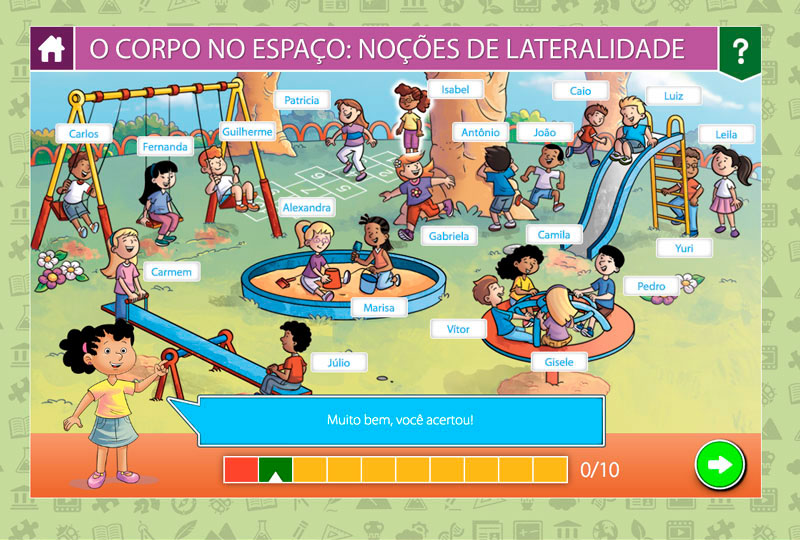 O CORPO NO ESPAÇO: NOÇÕES DE LATERALIDADE
?
Patricia
Isabel
Caio
Luiz
Carlos
Fernanda
Guilherme
Antônio
João
Leila
Alexandra
Gabriela
Camila
Yuri
Carmem
Marisa
Pedro
Vítor
Júlio
Gisele
Muito bem, você acertou!
0/10